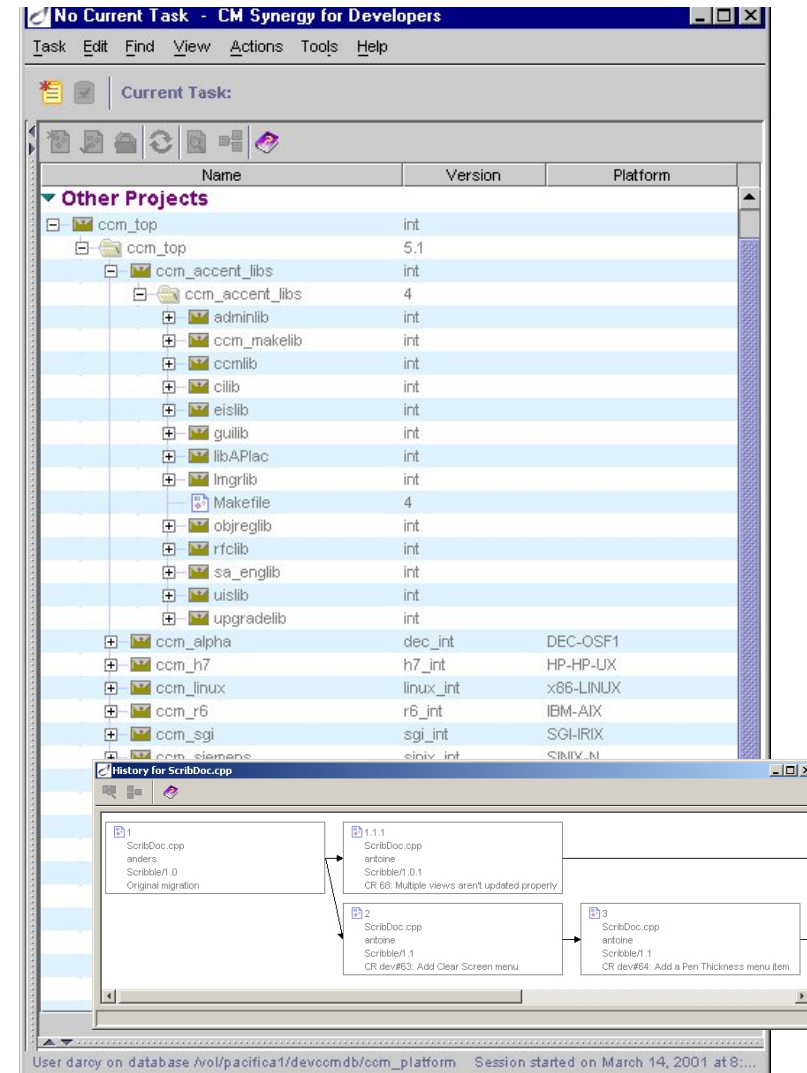 No Current Task - CM Synergy for Developers
Task Edit Find View Actions Tools Help
Current Task:
Name Version Platform
Other Projects
ccm_top int
ccm_top 5.1
ccm_accent_libs int
ccm_accent_libs 4
adminlib int
ccm_makelib int
ccmlib int
cilib int
eislib int
guilib int
libAPIac int
lmgrlib int
Makefile 4
objreglib int
rfclib int
sa_englib int
uislib int
upgradelib int
ccm_alpha dec_int DEC-OSF1
ccm_h7 h7_int HP-HP-UX
ccm_linux linux_int x86-LINUX
ccm_r6 r6_int IBM-AIX
ccm_sgi sgi_int SGI-IRIX
ccm_siemens sinix_int SINIX-N
History for ScribDoc.cpp
1
ScribDoc.cpp
anders
Scribble/1.0
Original migration
1.1.1
ScribDoc.cpp
antoine
Scribble/1.0.1
CR 68: Multiple views aren't updated properly
2
ScribDoc.cpp
antoine
Scribble/1.1
CR dev#63: Add Clear Screen menu
3
ScribDoc.cpp
antoine
Scribble/1.1
CR dev#64: Add a Pen Thickness menu item
User darcy on database /vol/pacifica1/devccmdb/ccm_platform Session started on March 14, 2001 at 8:...